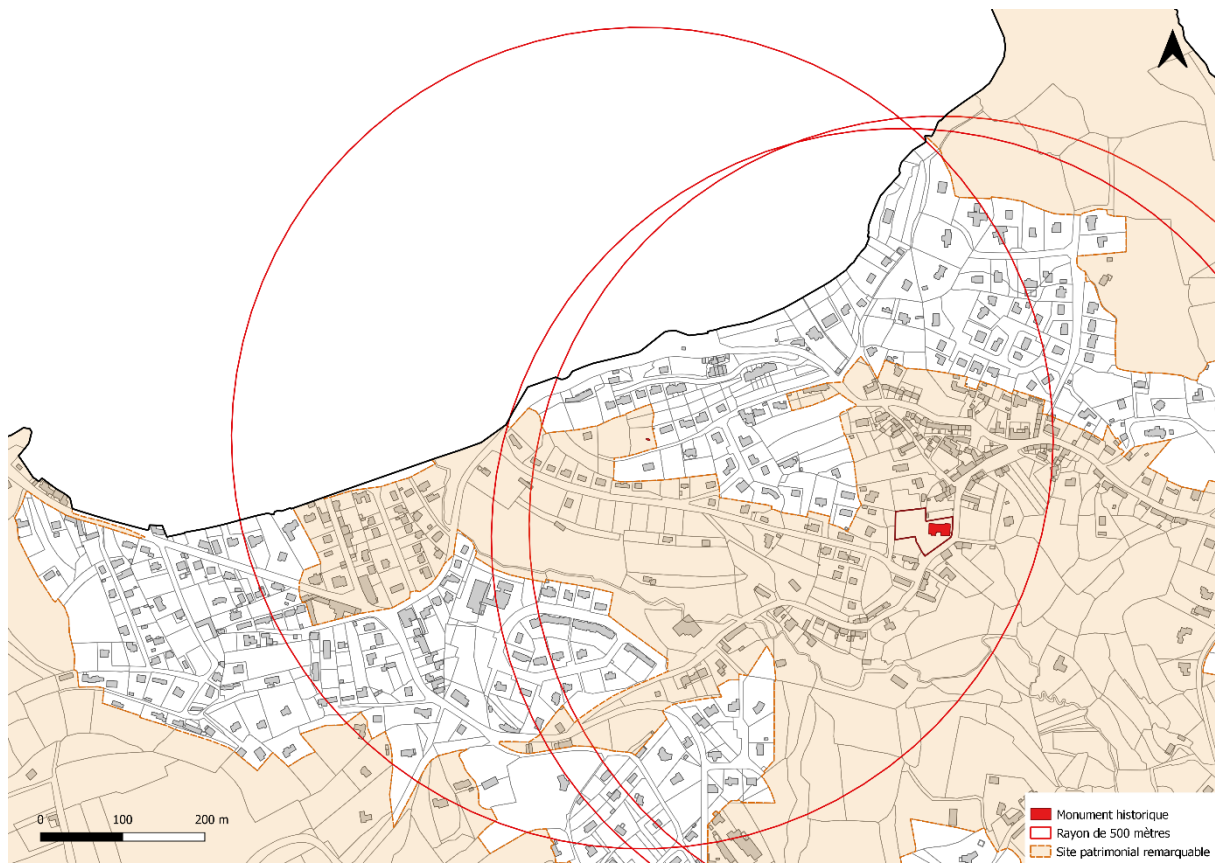 0 100 200 m
Monument historique
Rayon de 500 mètres
Site patrimonial remarquable